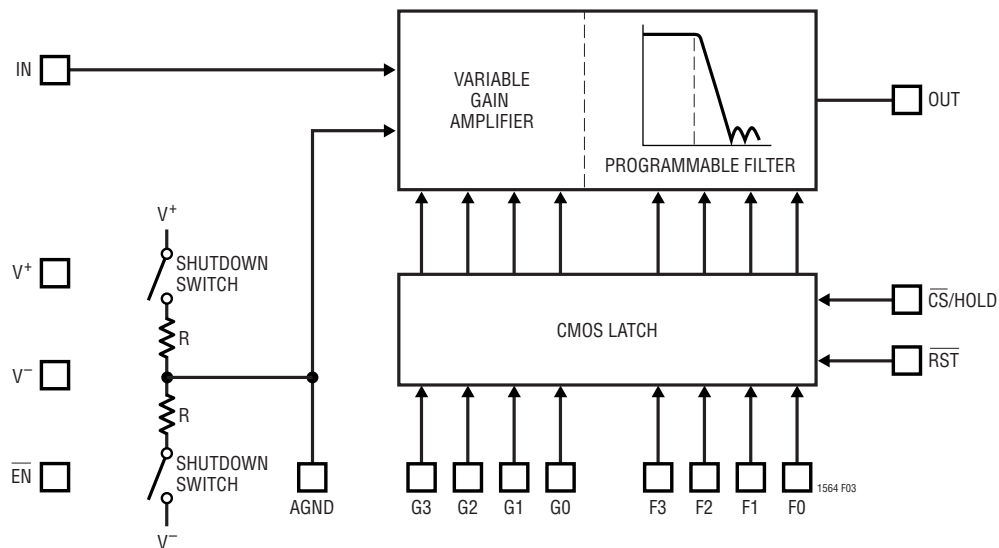 IN
VARIABLE
GAIN
AMPLIFIER
PROGRAMMABLE FILTER
OUT
V+
V+
SHUTDOWN
SWITCH
R
V−
R
EN
SHUTDOWN
SWITCH
V−
AGND
CMOS LATCH
CS/HOLD
RST
G3 G2 G1 G0 F3 F2 F1 F0
1564 F03